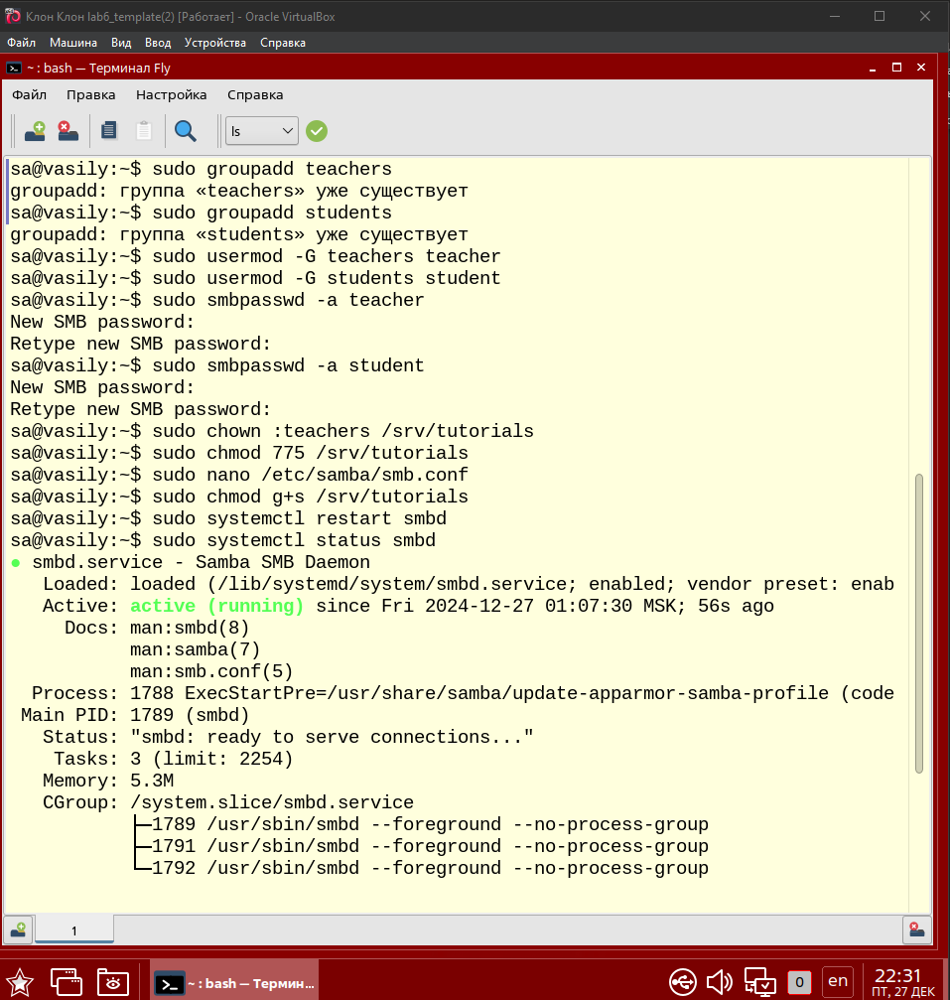 Клон Клон lab6_template(2) [Работает] - Oracle VirtualBox
Файл Машина Вид Ввод Устройства Справка
~ : bash — Терминал Fly
Файл Правка Настройка Справка
ls
sa@vasily:~$ sudo groupadd teachers
groupadd: группа «teachers» уже существует
sa@vasily:~$ sudo groupadd students
groupadd: группа «students» уже существует
sa@vasily:~$ sudo usermod -G teachers teacher
sa@vasily:~$ sudo usermod -G students student
sa@vasily:~$ sudo smbpasswd -a teacher
New SMB password:
Retype new SMB password:
sa@vasily:~$ sudo smbpasswd -a student
New SMB password:
Retype new SMB password:
sa@vasily:~$ sudo chown :teachers /srv/tutorials
sa@vasily:~$ sudo chmod 775 /srv/tutorials
sa@vasily:~$ sudo nano /etc/samba/smb.conf
sa@vasily:~$ sudo chmod g+s /srv/tutorials
sa@vasily:~$ sudo systemctl restart smbd
sa@vasily:~$ sudo systemctl status smbd
● smbd.service - Samba SMB Daemon
Loaded: loaded (/lib/systemd/system/smbd.service; enabled; vendor preset: enab
Active: active (running) since Fri 2024-12-27 01:07:30 MSK; 56s ago
Docs: man:smbd(8)
man:samba(7)
man:smb.conf(5)
Process: 1788 ExecStartPre=/usr/share/samba/update-apparmor-samba-profile (code
Main PID: 1789 (smbd)
Status: "smbd: ready to serve connections..."
Tasks: 3 (limit: 2254)
Memory: 5.3M
CGroup: /system.slice/smbd.service
├─1789 /usr/sbin/smbd --foreground --no-process-group
├─1791 /usr/sbin/smbd --foreground --no-process-group
└─1792 /usr/sbin/smbd --foreground --no-process-group
1
~ : bash — Термин...
0
en
22:31
ПТ, 27 ДЕК